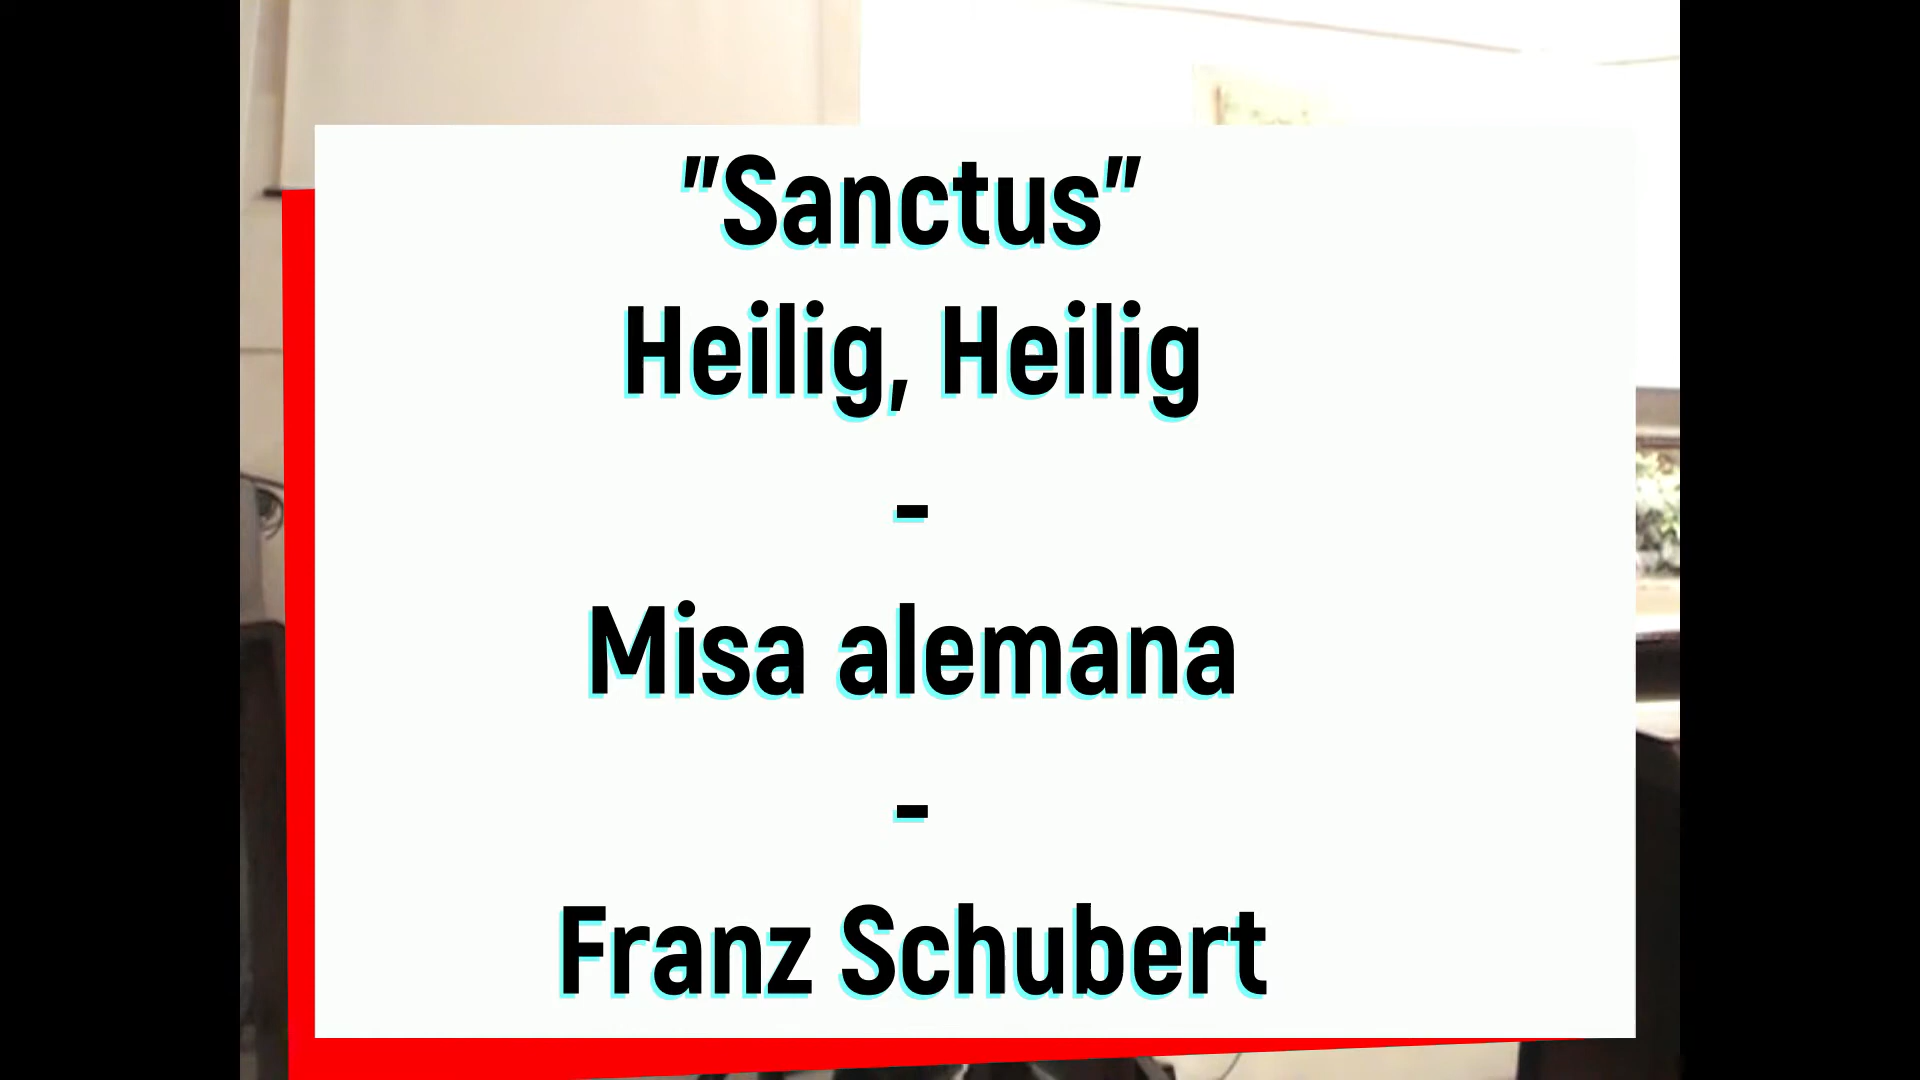 "Sanctus"
Heilig, Heilig
-
Misa alemana
-
Franz Schubert